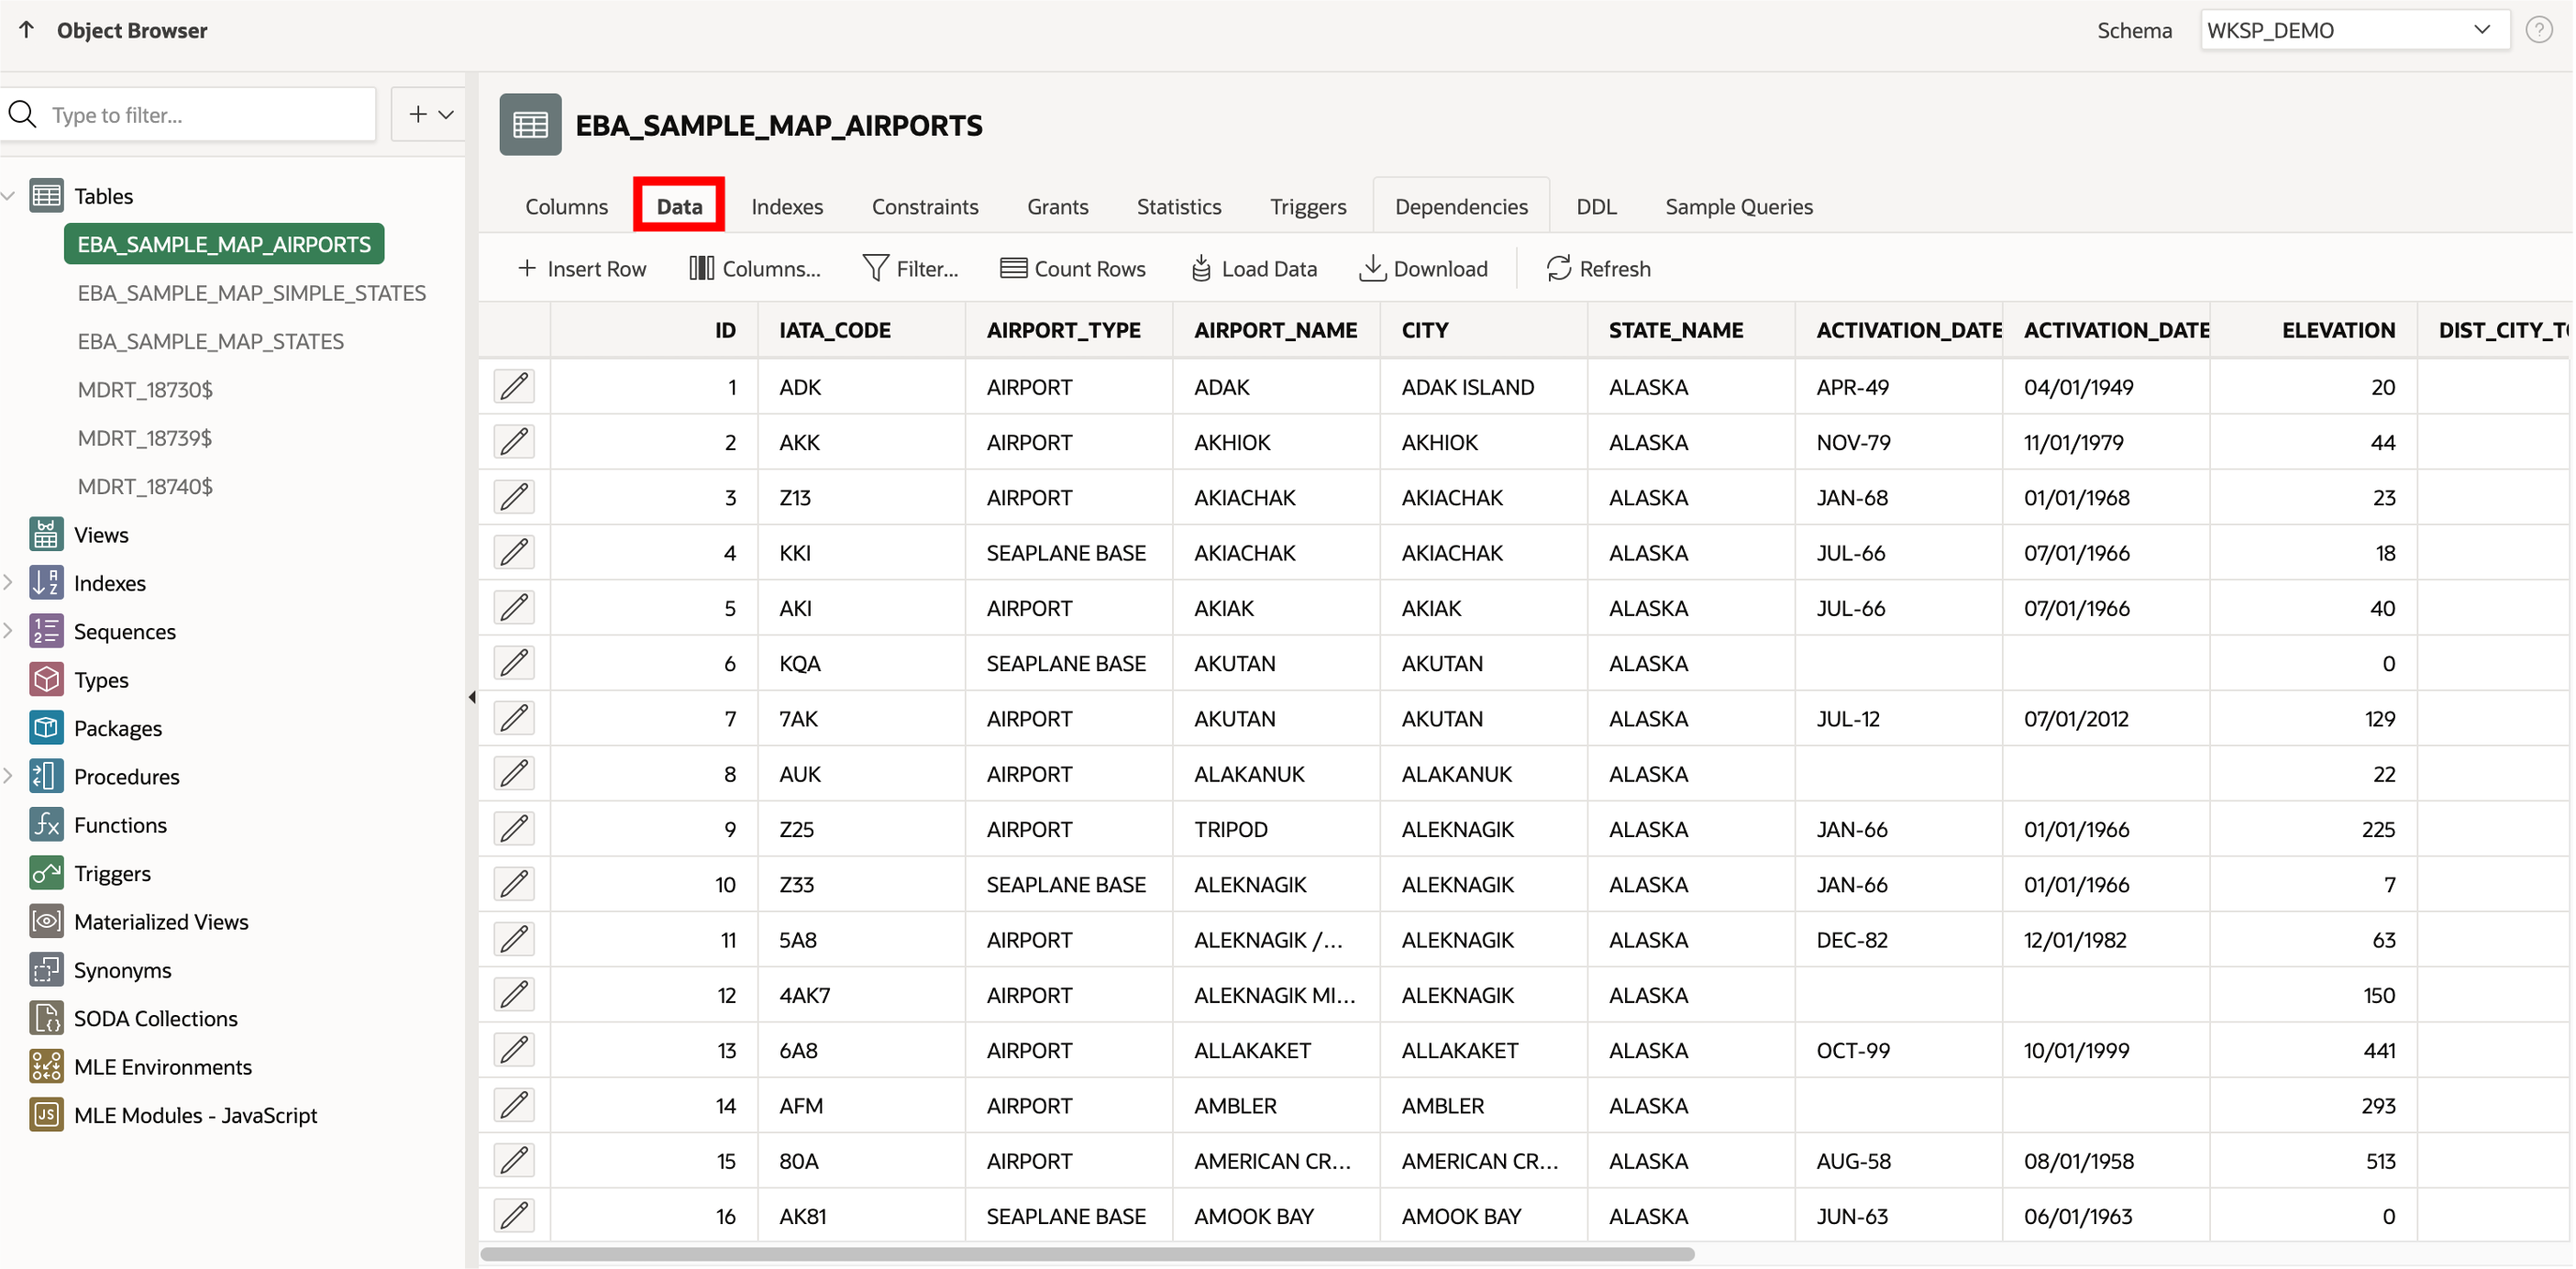 Object Browser
Schema WKSP_DEMO ?
Type to filter...
Tables
EBA_SAMPLE_MAP_AIRPORTS
EBA_SAMPLE_MAP_SIMPLE_STATES
EBA_SAMPLE_MAP_STATES
MDRT_18730$
MDRT_18739$
MDRT_18740$
Views
Indexes
Sequences
Types
Packages
Procedures
Functions
Triggers
Materialized Views
Synonyms
SODA Collections
MLE Environments
JS MLE Modules - JavaScript
EBA_SAMPLE_MAP_AIRPORTS
Columns Data Indexes Constraints Grants Statistics Triggers Dependencies DDL Sample Queries
+ Insert Row Columns... Filter... Count Rows Load Data Download Refresh
ID IATA_CODE AIRPORT_TYPE AIRPORT_NAME CITY STATE_NAME ACTIVATION_DATE ACTIVATION_DATE ELEVATION DIST_CITY_TO
1 ADK AIRPORT ADAK ADAK ISLAND ALASKA APR-49 04/01/1949 20
2 AKK AIRPORT AKHIOK AKHIOK ALASKA NOV-79 11/01/1979 44
3 Z13 AIRPORT AKIACHAK AKIACHAK ALASKA JAN-68 01/01/1968 23
4 KKI SEAPLANE BASE AKIACHAK AKIACHAK ALASKA JUL-66 07/01/1966 18
5 AKI AIRPORT AKIAK AKIAK ALASKA JUL-66 07/01/1966 40
6 KQA SEAPLANE BASE AKUTAN AKUTAN ALASKA 0
7 7AK AIRPORT AKUTAN AKUTAN ALASKA JUL-12 07/01/2012 129
8 AUK AIRPORT ALAKANUK ALAKANUK ALASKA 22
9 Z25 AIRPORT TRIPOD ALEKNAGIK ALASKA JAN-66 01/01/1966 225
10 Z33 SEAPLANE BASE ALEKNAGIK ALEKNAGIK ALASKA JAN-66 01/01/1966 7
11 5A8 AIRPORT ALEKNAGIK /... ALEKNAGIK ALASKA DEC-82 12/01/1982 63
12 4AK7 AIRPORT ALEKNAGIK MI... ALEKNAGIK ALASKA 150
13 6A8 AIRPORT ALLAKAKET ALLAKAKET ALASKA OCT-99 10/01/1999 441
14 AFM AIRPORT AMBLER AMBLER ALASKA 293
15 80A AIRPORT AMERICAN CR... AMERICAN CR... ALASKA AUG-58 08/01/1958 513
16 AK81 SEAPLANE BASE AMOOK BAY AMOOK BAY ALASKA JUN-63 06/01/1963 0